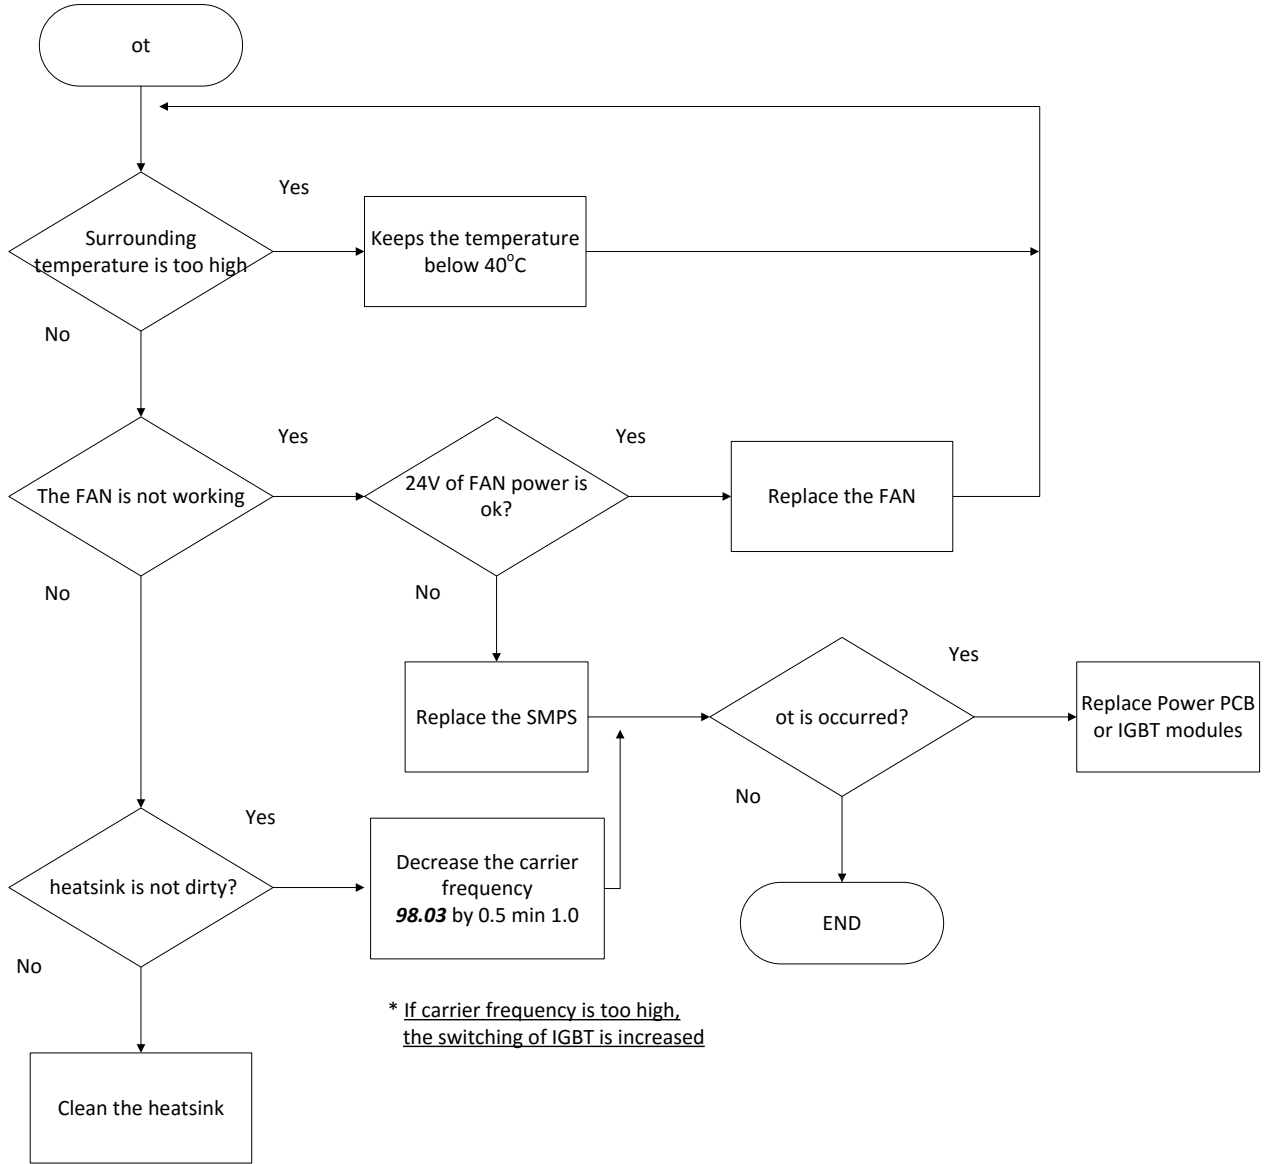 ot
Yes
Surrounding
temperature is too high
Keeps the temperature
below 40°C
No
Yes
Yes
The FAN is not working
24V of FAN power is
ok?
Replace the FAN
No
No
Yes
Replace the SMPS
ot is occurred?
Replace Power PCB
or IGBT modules
No
Yes
heatsink is not dirty?
Decrease the carrier
frequency
98.03 by 0.5 min 1.0
END
No
* If carrier frequency is too high,
the switching of IGBT is increased
Clean the heatsink